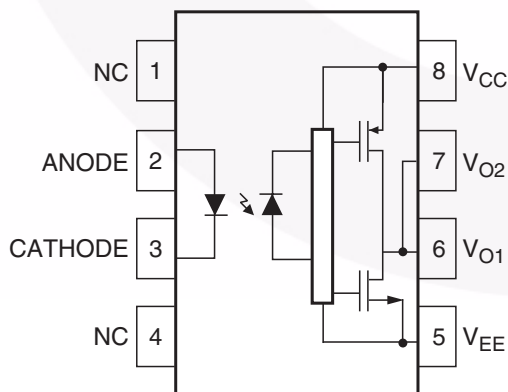 NC 1
ANODE 2
CATHODE 3
NC 4
8 VCC
7 VO2
6 VO1
5 VEE